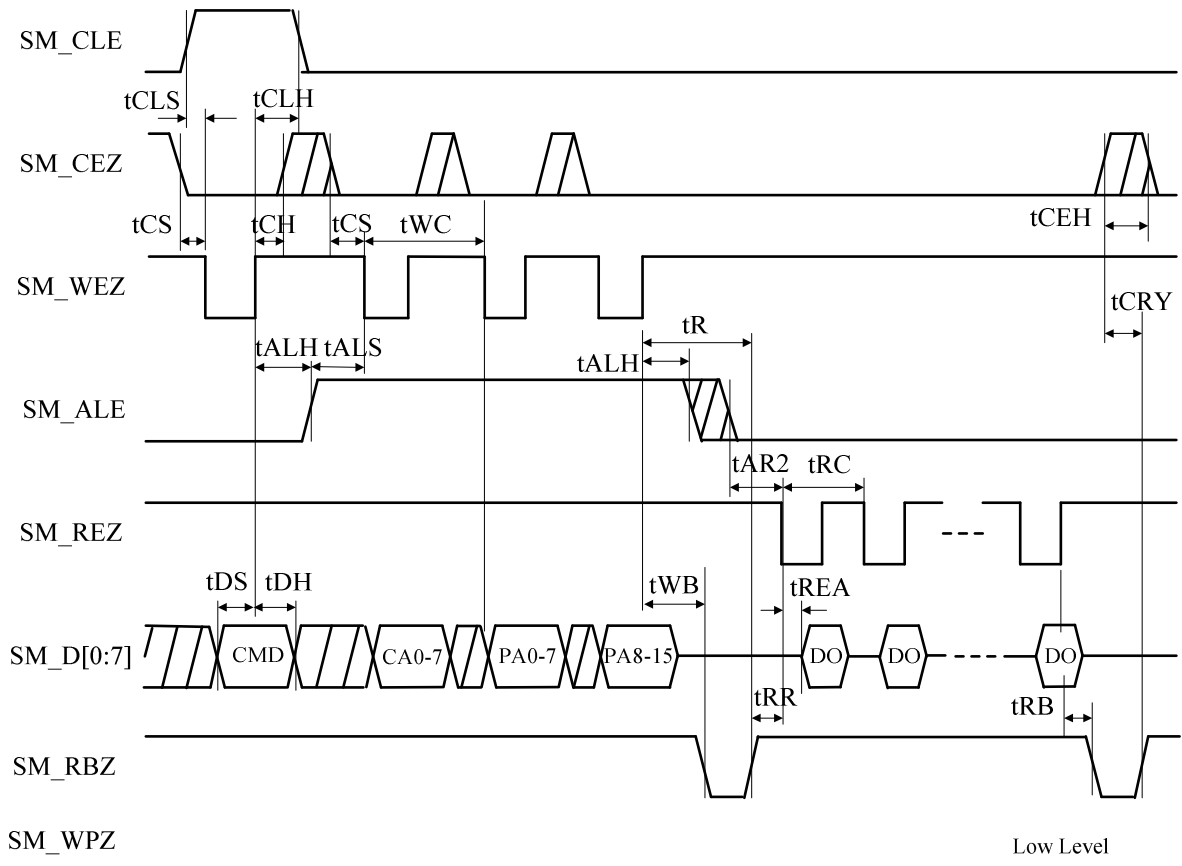 SM_CLE
tCLS tCLH
SM_CEZ
tCS tCH tCS tWC tCEH
SM_WEZ
tCRY
tR
tALH tALS tALH
SM_ALE
tAR2 tRC
SM_REZ
tDS tDH tWB tREA
SM_D[0:7] CMD CA0-7 PA0-7 PA8-15 DO DO DO
tRR tRB
SM_RBZ
SM_WPZ Low Level